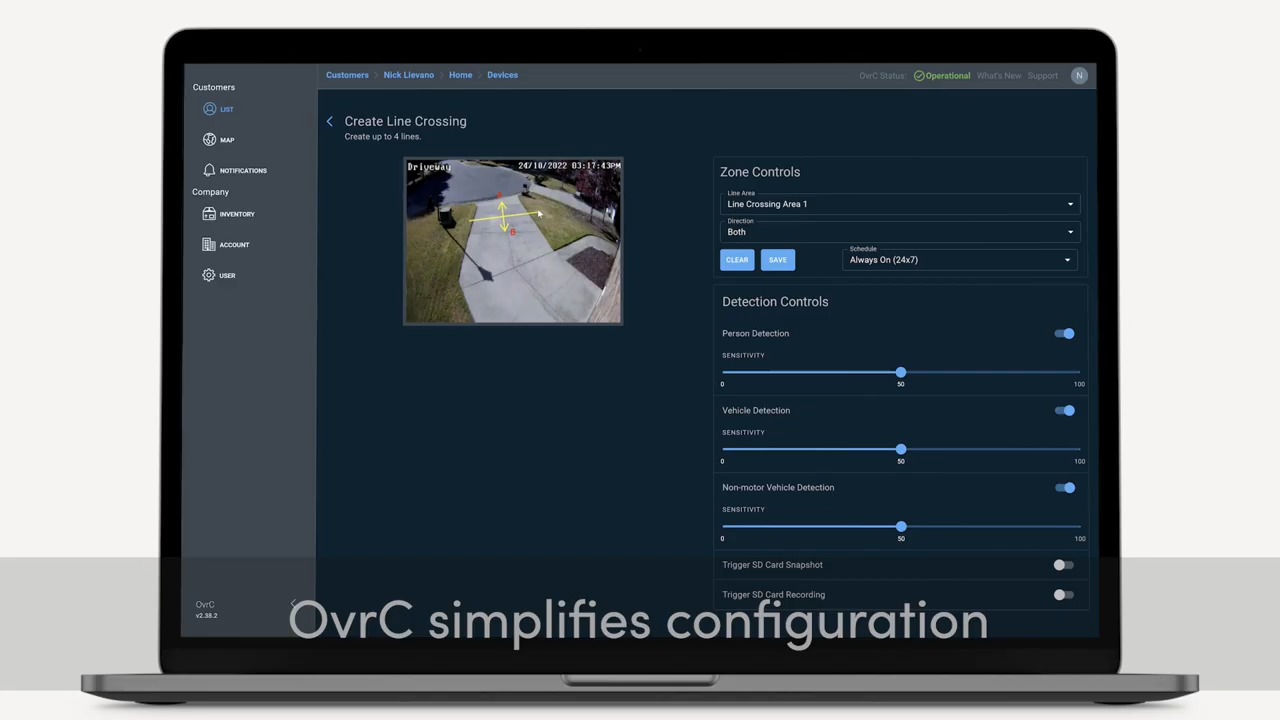 Customers
LIST
MAP
NOTIFICATIONS
Company
INVENTORY
ACCOUNT
USER
OvrC
v2.38.2
Customers > Nick Lievano > Home > Devices
OvrC Status: Operational What's New Support N
Create Line Crossing
Create up to 4 lines.
Driveway 24/10/2022 03:17:43PM
B
Zone Controls
Line Area
Line Crossing Area 1
Direction
Both
CLEAR SAVE
Schedule
Always On (24x7)
Detection Controls
Person Detection
SENSITIVITY
0 50 100
Vehicle Detection
SENSITIVITY
0 50 100
Non-motor Vehicle Detection
SENSITIVITY
0 50 100
Trigger SD Card Snapshot
Trigger SD Card Recording
OvrC simplifies configuration